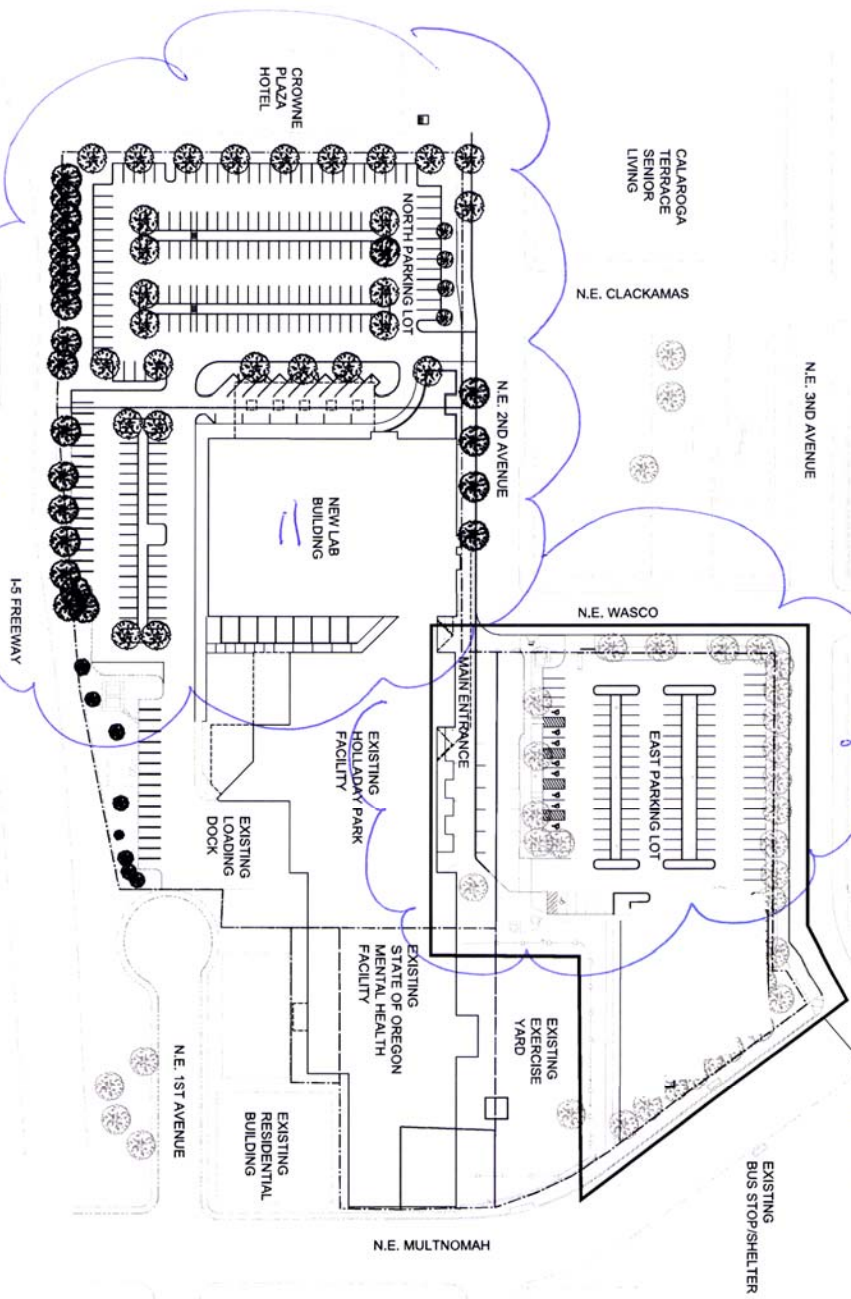 CROWNE
PLAZA
HOTEL
CALAROGA
TERRACE
SENIOR
LIVING
N.E. CLACKAMAS
N.E. 3RD AVENUE
NORTH PARKING LOT
N.E. 2ND AVENUE
NEW LAB
BUILDING
I-5 FREEWAY
N.E. WASCO
MAIN ENTRANCE
EAST PARKING LOT
EXISTING
HOLLADAY PARK
FACILITY
EXISTING
LOADING
DOCK
EXISTING
STATE OF OREGON
MENTAL HEALTH
FACILITY
EXISTING
EXERCISE
YARD
N.E. 1ST AVENUE
EXISTING
RESIDENTIAL
BUILDING
EXISTING
BUS STOP/SHELTER
N.E. MULTNOMAH